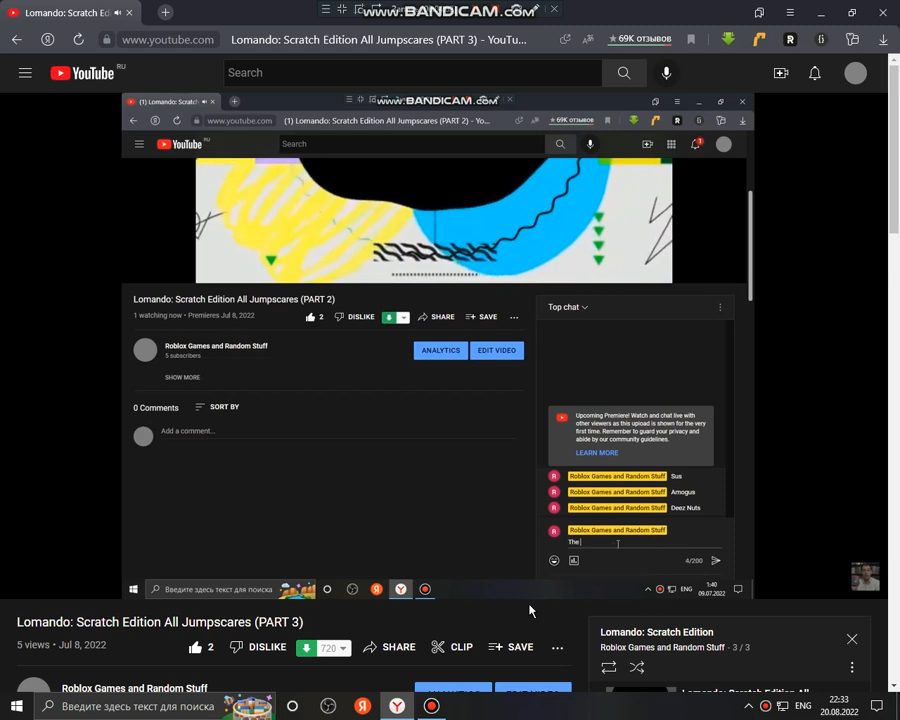 Lomando: Scratch Edition All J
www.BANDICAM.com
www.youtube.com
Lomando: Scratch Edition All Jumpscares (PART 3) - YouTu...
★ 69K отзывов
YouTube RU
Search
(1) Lomando: Scratch
www.BANDICAM.com
www.youtube.com
(1) Lomando: Scratch Edition All Jumpscares (PART 2) - Yo...
★ 69K отзывов
YouTube RU
Search
1
Lomando: Scratch Edition All Jumpscares (PART 2)
1 watching now • Premieres Jul 8, 2022
2 DISLIKE SHARE SAVE ...
Top chat
Roblox Games and Random Stuff
5 subscribers
ANALYTICS EDIT VIDEO
SHOW MORE
0 Comments SORT BY
Add a comment...
Upcoming Premiere! Watch and chat live with
other viewers as this upload is shown for the very
first time. Remember to guard your privacy and
abide by our community guidelines.
LEARN MORE
R Roblox Games and Random Stuff Sus
R Roblox Games and Random Stuff Amogus
R Roblox Games and Random Stuff Deez Nuts
R Roblox Games and Random Stuff
The
4/200
Введите здесь текст для поиска
ENG
1:40
09.07.2022
Lomando: Scratch Edition All Jumpscares (PART 3)
5 views • Jul 8, 2022
2 DISLIKE 720 SHARE CLIP SAVE ...
Lomando: Scratch Edition
Roblox Games and Random Stuff - 3 / 3
Roblox Games and Random Stuff
Lomando: Scratch Edition All
Введите здесь текст для поиска
ENG
22:33
20.08.2022